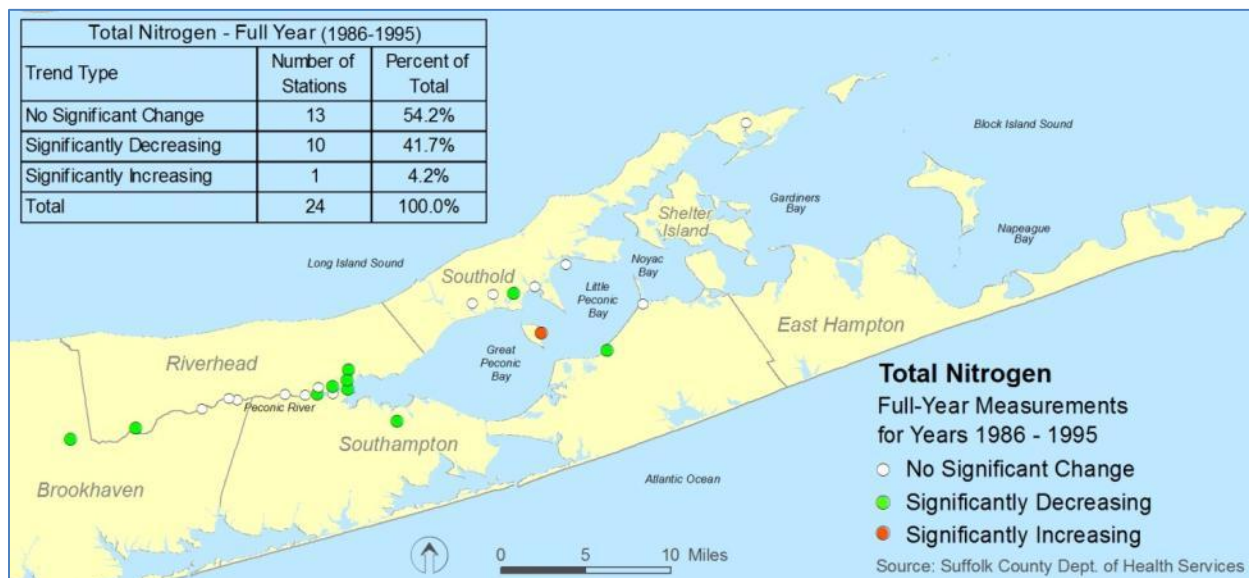 Total Nitrogen - Full Year (1986-1995)
Trend Type Number of Stations Percent of Total
No Significant Change 13 54.2%
Significantly Decreasing 10 41.7%
Significantly Increasing 1 4.2%
Total 24 100.0%
Block Island Sound
Gardiners
Bay
Shelter
Island
Napeague
Bay
Long Island Sound
Noyac
Bay
Southold
Little
Peconic
Bay
East Hampton
Riverhead
Great
Peconic
Bay
Peconic River
Southampton
Brookhaven
Atlantic Ocean
Total Nitrogen
Full-Year Measurements
for Years 1986 - 1995
No Significant Change
Significantly Decreasing
Significantly Increasing
Source: Suffolk County Dept. of Health Services
0 5 10 Miles